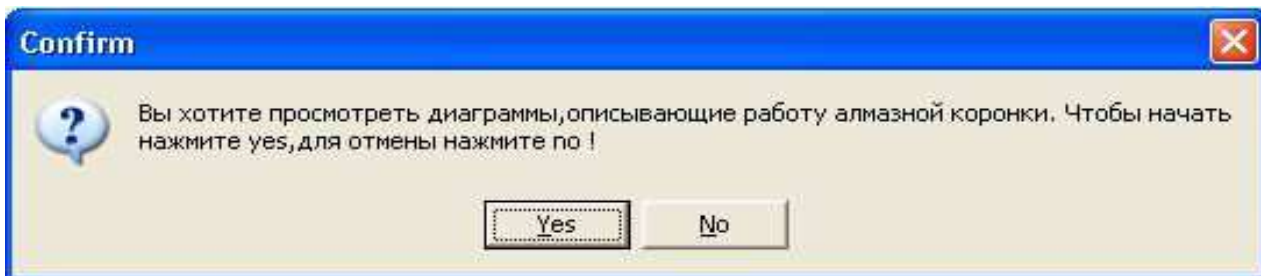 Confirm
Вы хотите просмотреть диаграммы,описывающие работу алмазной коронки. Чтобы начать
нажмите yes,для отмены нажмите no !
Yes No